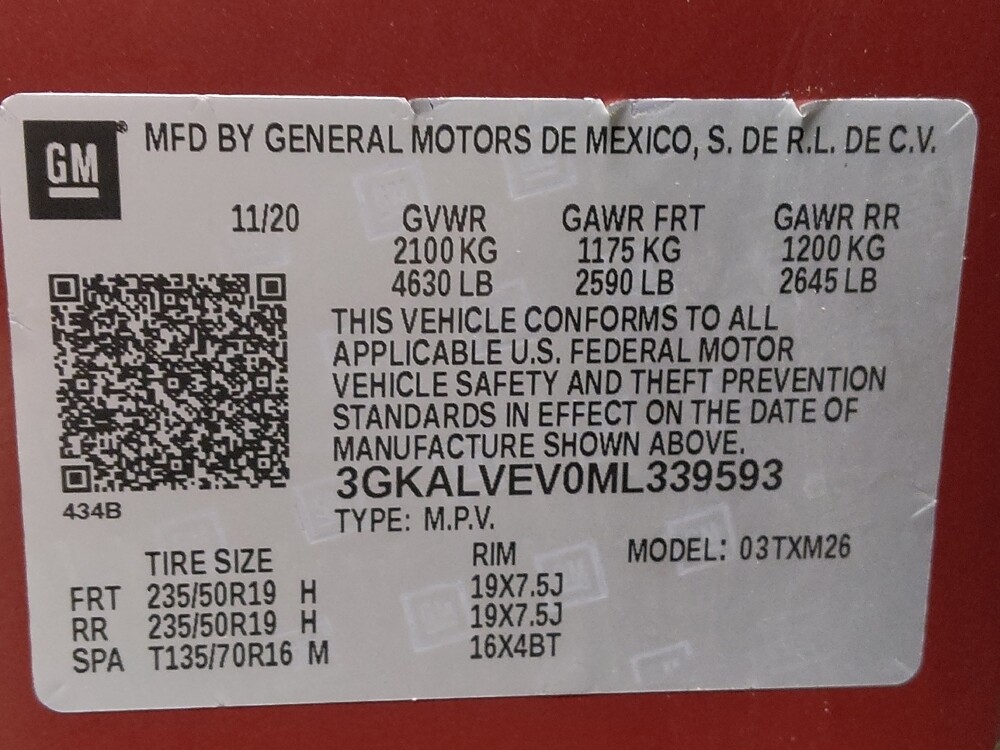 GM
MFD BY GENERAL MOTORS DE MEXICO, S. DE R.L. DE C.V.
11/20 GVWR GAWR FRT GAWR RR
2100 KG 1175 KG 1200 KG
4630 LB 2590 LB 2645 LB
THIS VEHICLE CONFORMS TO ALL
APPLICABLE U.S. FEDERAL MOTOR
VEHICLE SAFETY AND THEFT PREVENTION
STANDARDS IN EFFECT ON THE DATE OF
MANUFACTURE SHOWN ABOVE.
3GKALVEV0ML339593
434B
TYPE: M.P.V.
TIRE SIZE RIM MODEL: 03TXM26
FRT 235/50R19 H 19X7.5J
RR 235/50R19 H 19X7.5J
SPA T135/70R16 M 16X4BT